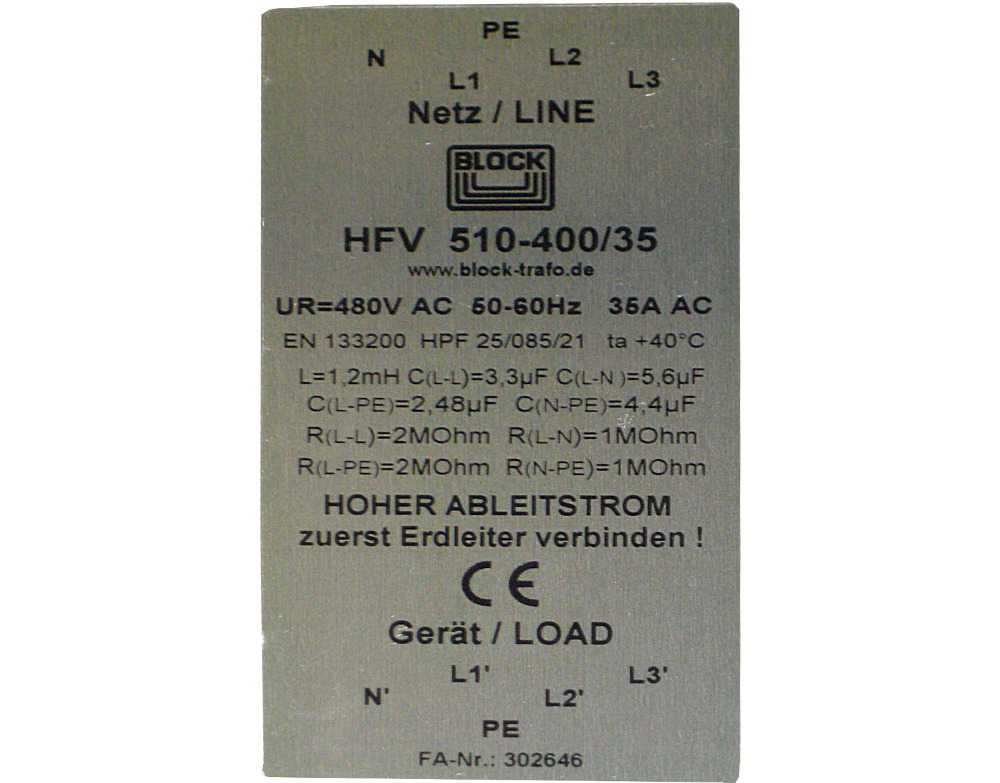 PE
N L2
L1 L3
Netz / LINE
BLOCK
HFV 510-400/35
www.block-trafo.de
UR=480V AC 50-60Hz 35A AC
EN 133200 HPF 25/085/21 ta +40°C
L=1,2mH C(L-L)=3,3µF C(L-N )=5,6µF
C(L-PE)=2,48µF C(N-PE)=4,4µF
R(L-L)=2MOhm R(L-N)=1MOhm
R(L-PE)=2MOhm R(N-PE)=1MOhm
HOHER ABLEITSTROM
zuerst Erdleiter verbinden !
CE
Gerät / LOAD
L1' L3'
N' L2'
PE
FA-Nr.: 302646